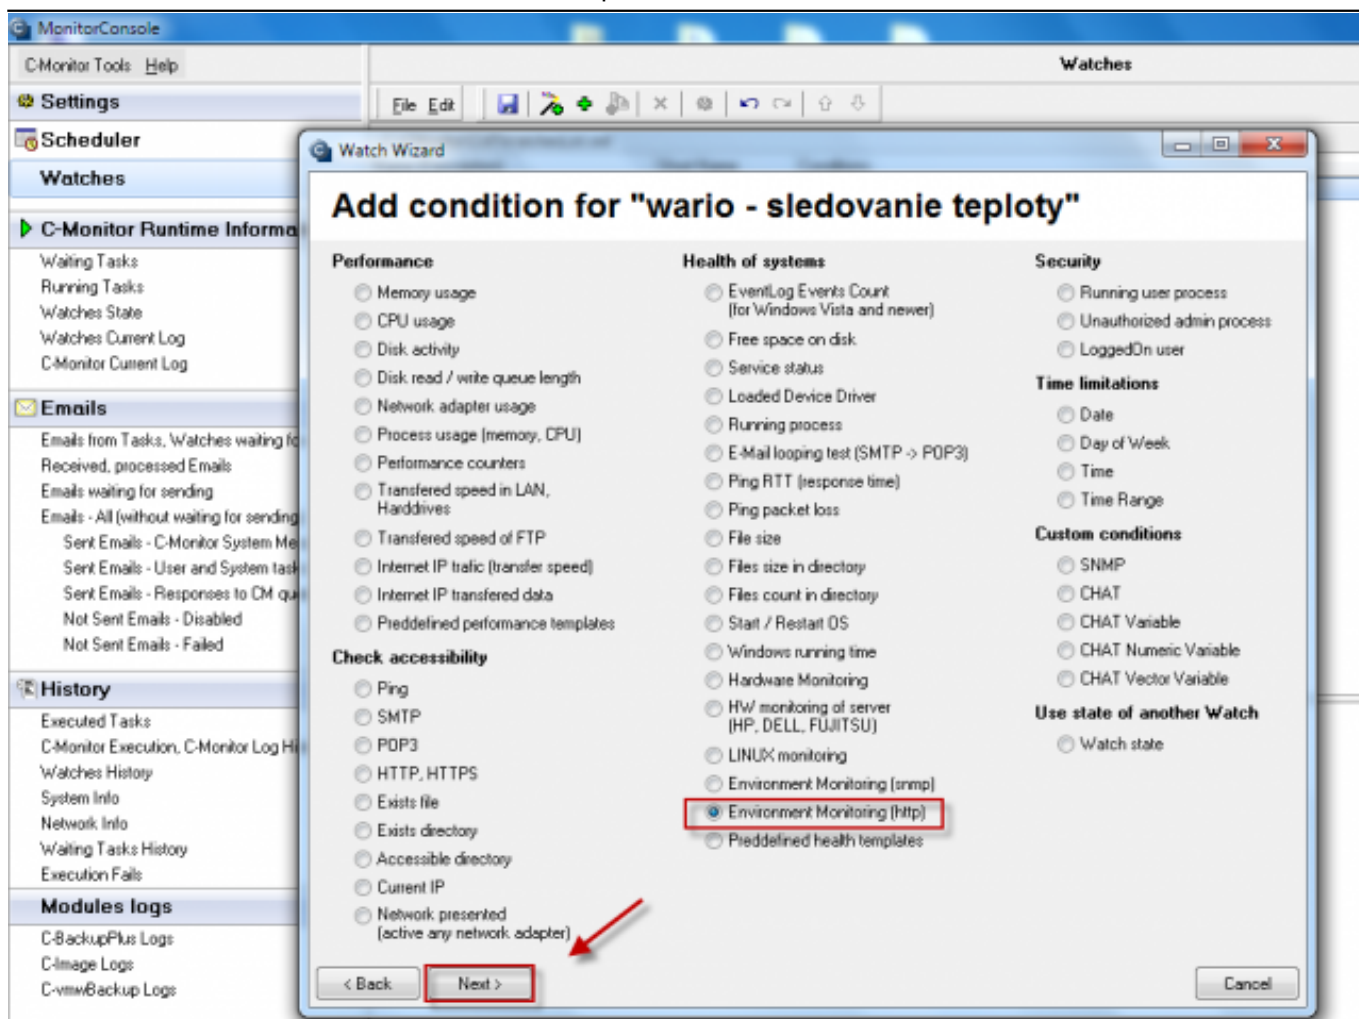 MonitorConsole
C-Monitor Tools Help
Watches
Settings
File Edit
Scheduler
Watches
C-Monitor Runtime Informa
Waiting Tasks
Running Tasks
Watches State
Watches Current Log
C-Monitor Current Log
Emails
Emails from Tasks, Watches waiting fo
Received, processed Emails
Emails waiting for sending
Emails - All (without waiting for sending
Sent Emails - C-Monitor System Me
Sent Emails - User and System task
Sent Emails - Responses to CM que
Not Sent Emails - Disabled
Not Sent Emails - Failed
History
Executed Tasks
C-Monitor Execution, C-Monitor Log Hi
Watches History
System Info
Network Info
Waiting Tasks History
Execution Fails
Modules logs
C-BackupPlus Logs
C-Image Logs
C-vmwBackup Logs
Watch Wizard
Add condition for "wario - sledovanie teploty"
Performance
Memory usage
CPU usage
Disk activity
Disk read / write queue length
Network adapter usage
Process usage (memory, CPU)
Performance counters
Transfered speed in LAN,
Harddrives
Transfered speed of FTP
Internet IP trafic (transfer speed)
Internet IP transfered data
Preddefined performance templates
Check accessibility
Ping
SMTP
POP3
HTTP, HTTPS
Exists file
Exists directory
Accessible directory
Current IP
Network presented
(active any network adapter)
Health of systems
EventLog Events Count
(for Windows Vista and newer)
Free space on disk
Service status
Loaded Device Driver
Running process
E-Mail looping test (SMTP -> POP3)
Ping RTT (response time)
Ping packet loss
File size
Files size in directory
Files count in directory
Start / Restart OS
Windows running time
Hardware Monitoring
HW monitoring of server
(HP, DELL, FUJITSU)
LINUX monitoring
Environment Monitoring (snmp)
Environment Monitoring (http)
Preddefined health templates
Security
Running user process
Unauthorized admin process
LoggedOn user
Time limitations
Date
Day of Week
Time
Time Range
Custom conditions
SNMP
CHAT
CHAT Variable
CHAT Numeric Variable
CHAT Vector Variable
Use state of another Watch
Watch state
< Back
Next >
Cancel